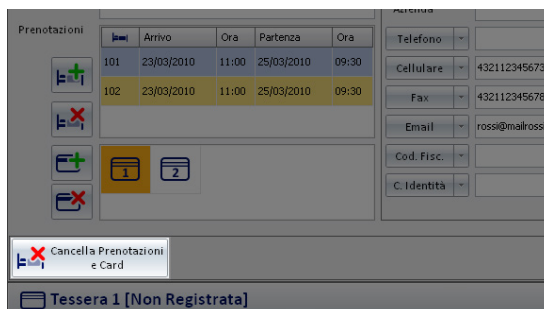 Azienda
Prenotazioni
Arrivo Ora Partenza Ora
Telefono
101 23/03/2010 11:00 25/03/2010 09:30
Cellulare 432112345673
102 23/03/2010 11:00 25/03/2010 09:30
Fax 432112345678
Email rossi@mailrossi
Cod. Fisc.
1 2
C. Identità
Cancella Prenotazioni
e Card
Tessera 1 [Non Registrata]